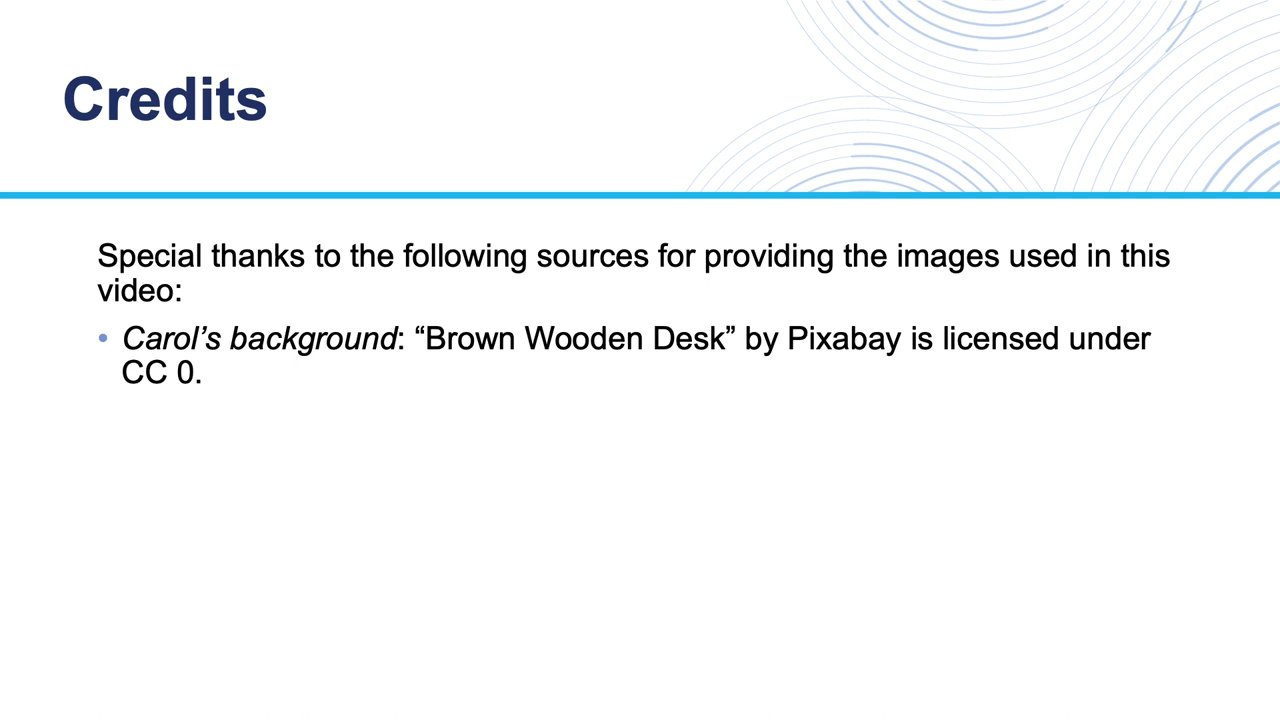 Credits
Special thanks to the following sources for providing the images used in this
video:
• Carol’s background: “Brown Wooden Desk” by Pixabay is licensed under
CC 0.